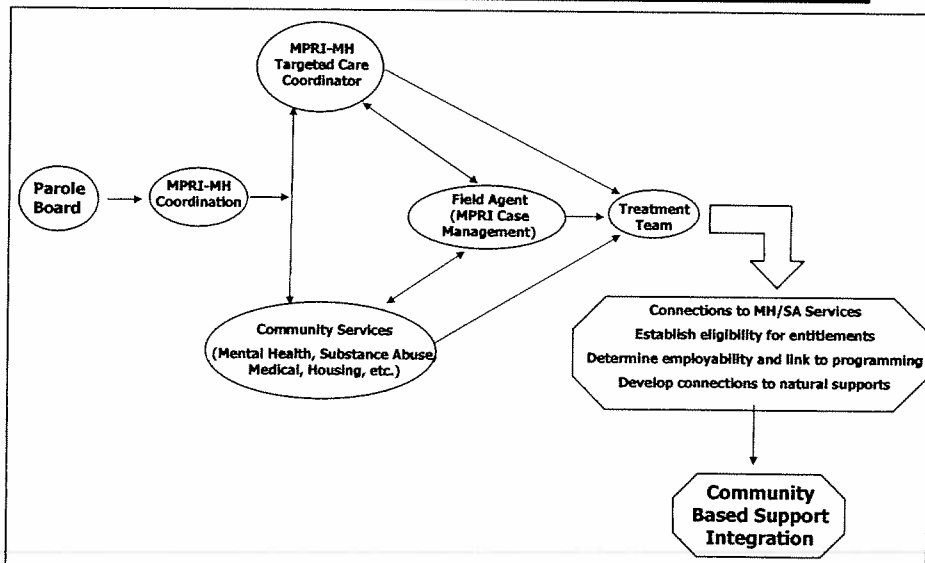 MPRI-MH
Targeted Care
Coordinator
Parole
Board
MPRI-MH
Coordination
Field Agent
(MPRI Case
Management)
Treatment
Team
Community Services
(Mental Health, Substance Abuse
Medical, Housing, etc.)
Connections to MH/SA Services
Establish eligibility for entitlements
Determine employability and link to programming
Develop connections to natural supports
Community
Based Support
Integration